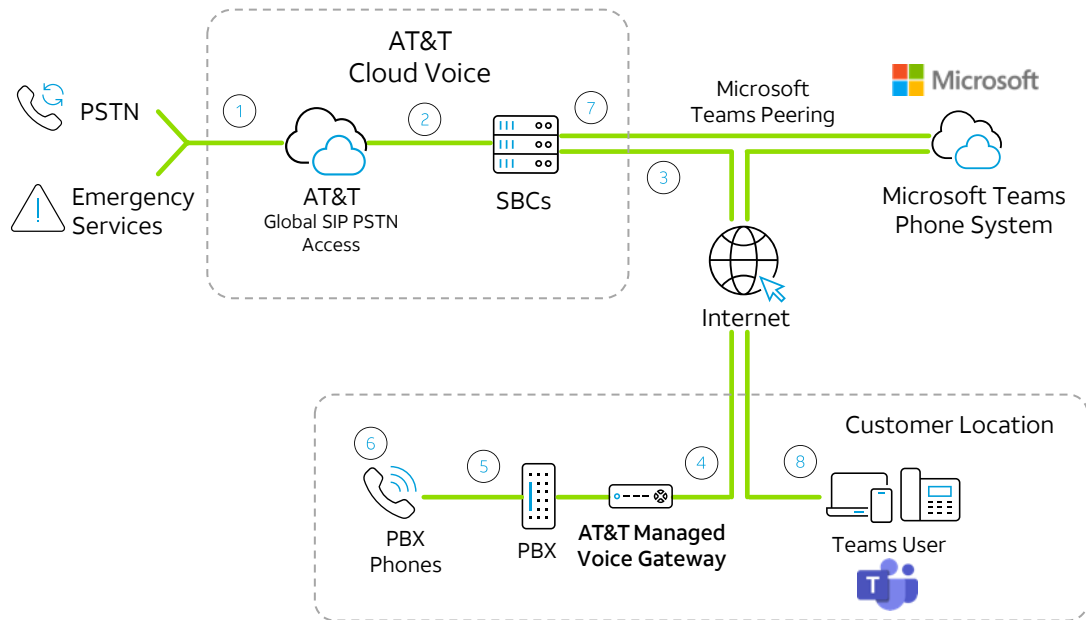 AT&T
Cloud Voice
PSTN
Emergency
Services
1
AT&T
Global SIP PSTN
Access
2
SBCs
7
3
Microsoft
Teams Peering
Microsoft
Microsoft Teams
Phone System
Internet
Customer Location
6
PBX
Phones
5
PBX
AT&T Managed
Voice Gateway
4
8
Teams User
T